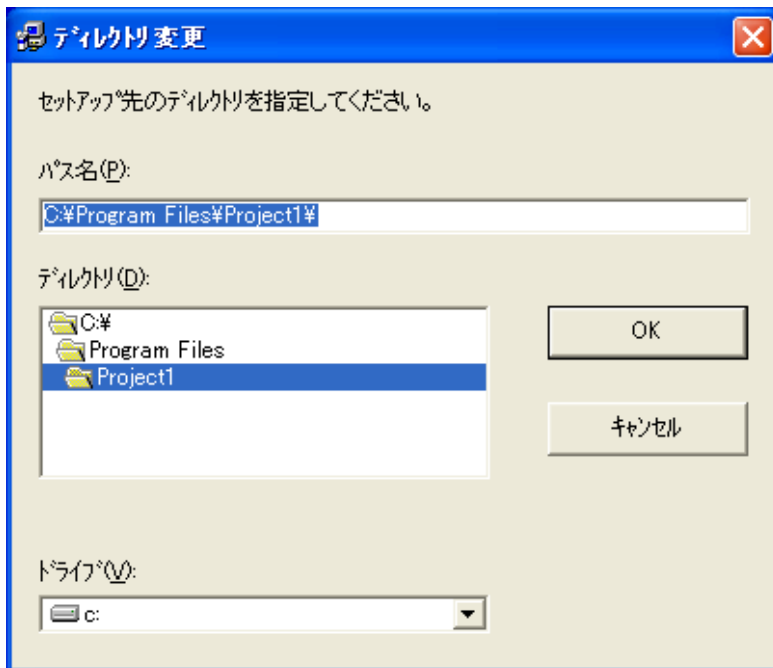 ﾃﾞｨﾚｸﾄﾘ変更
ｾｯﾄｱｯﾌﾟ先のﾃﾞｨﾚｸﾄﾘを指定してください。
ﾊﾟｽ名(P):
C:¥Program Files¥Project1¥
ﾃﾞｨﾚｸﾄﾘ(D):
C:¥
Program Files
Project1
OK
ｷｬﾝｾﾙ
ﾄﾞﾗｲﾌﾞ(V):
c: